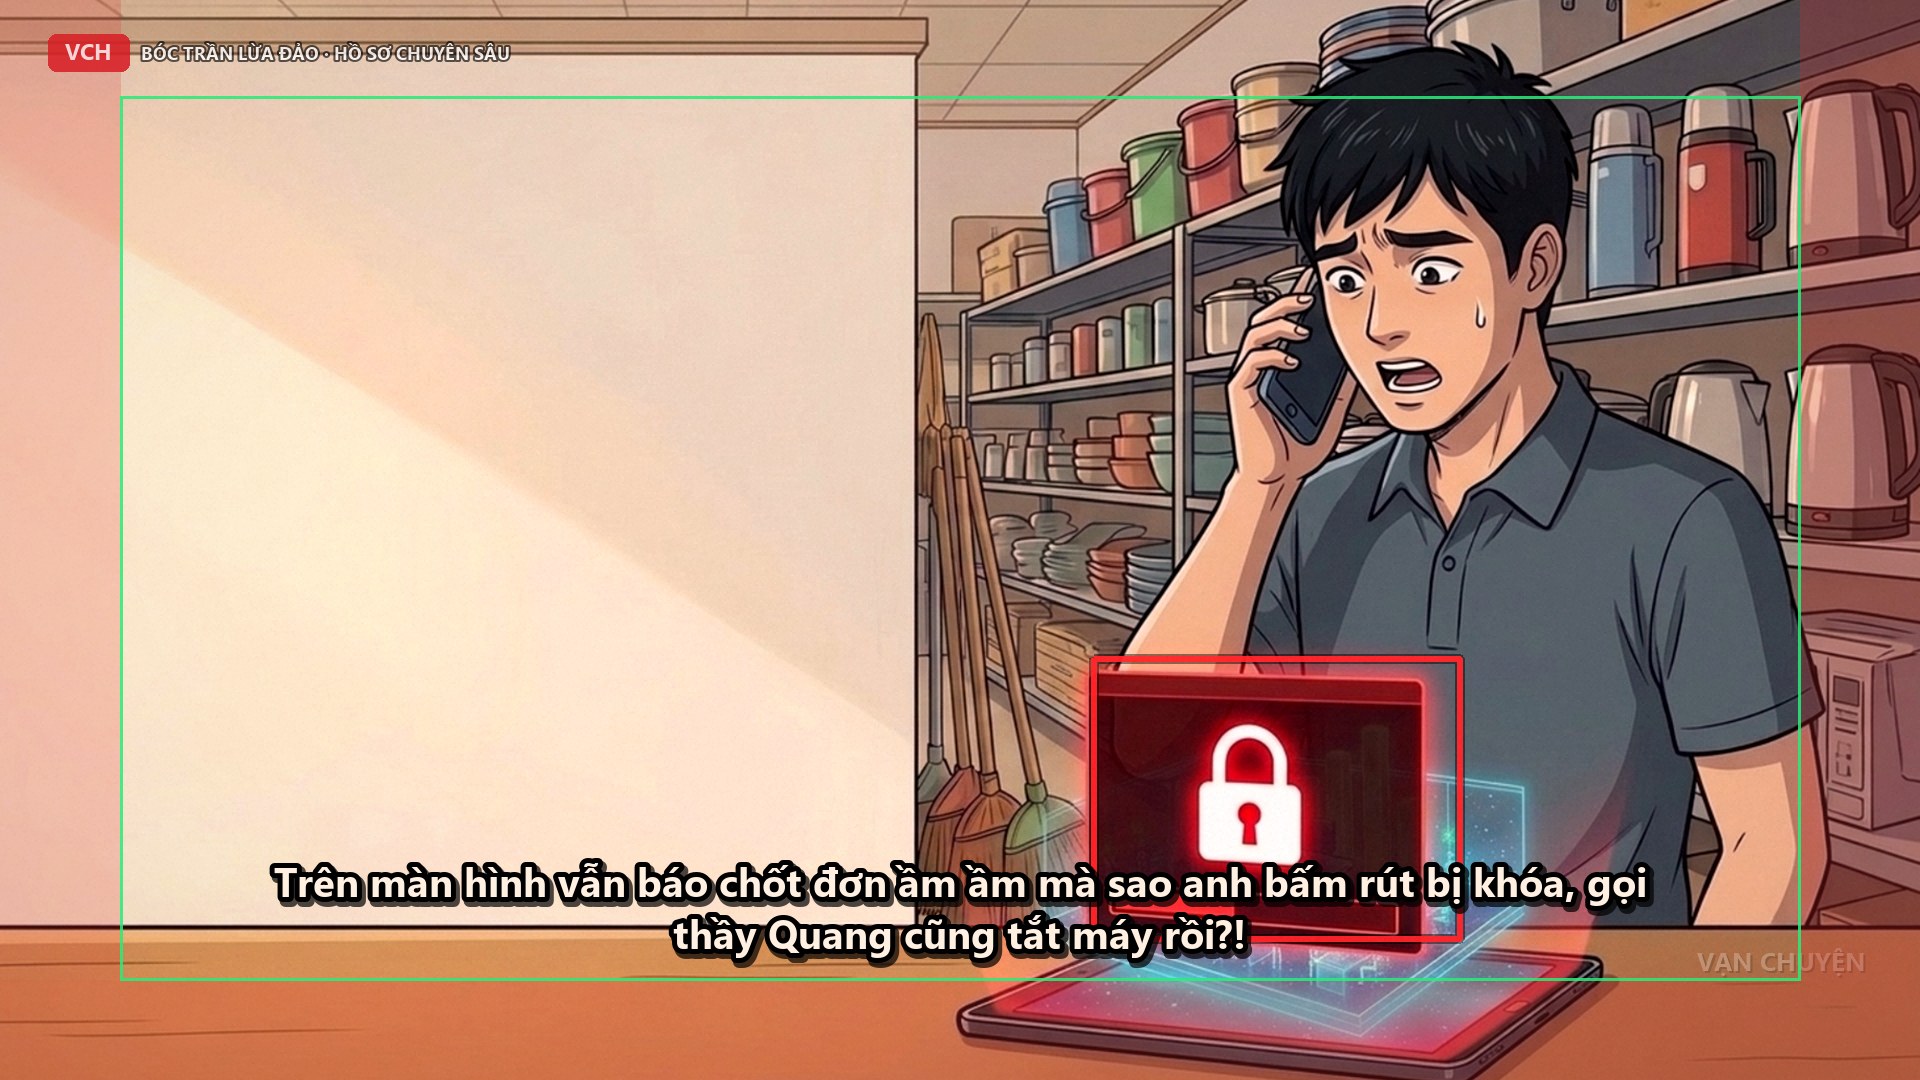 VCH
BÓC TRẦN LỪA ĐẢO · HỒ SƠ CHUYÊN SÂU
Trên màn hình vẫn báo chốt đơn ầm ầm mà sao anh bấm rút bị khóa, gọi
thầy Quang cũng tắt máy rồi?!
VẠN CHUYỆN